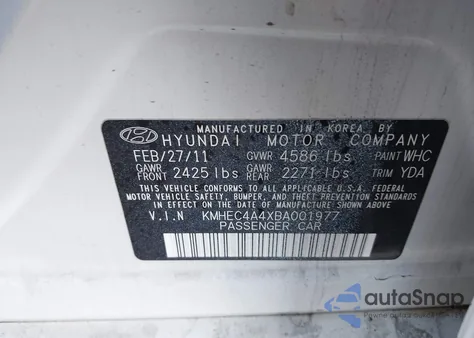 MANUFACTURED IN KOREA BY
HYUNDAI MOTOR COMPANY
FEB/27/11 GVWR 4586 lbs PAINT WHC
GAWR FRONT 2425 lbs GAWR REAR 2271 lbs TRIM YDA
THIS VEHICLE CONFORMS TO ALL APPLICABLE U.S.A. FEDERAL
MOTOR VEHICLE SAFETY, BUMPER, AND THEFT PREVENTION STANDARDS
IN EFFECT ON THE DATE OF MANUFACTURE SHOWN ABOVE.
V.I.N KMHEC4A4XBA001977
PASSENGER CAR
autoSnap